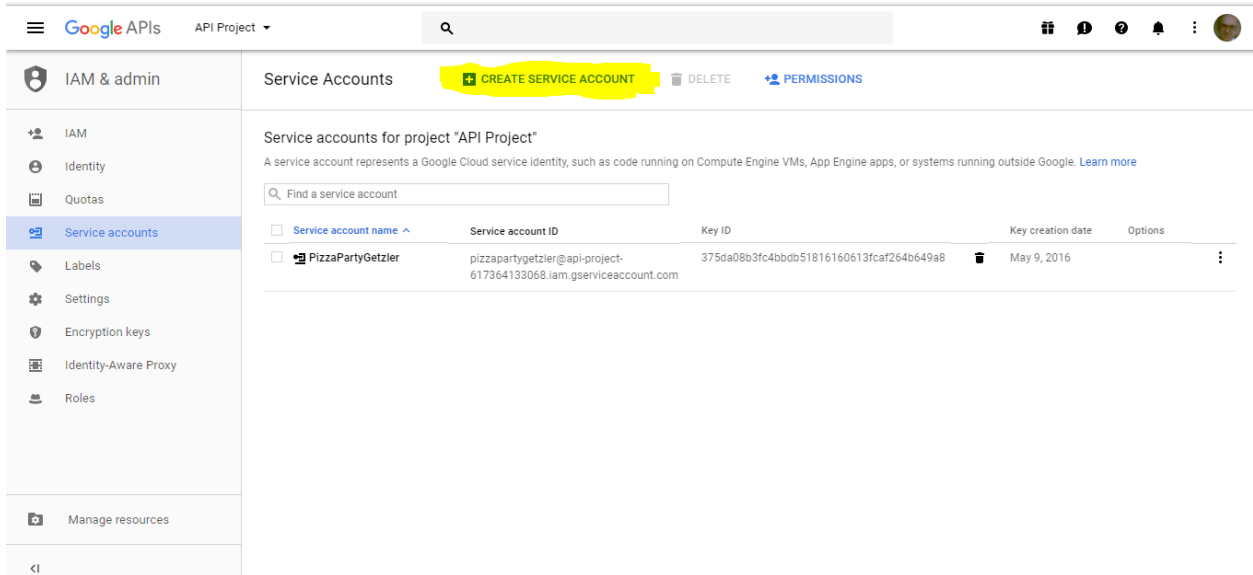 Google APIs API Project
IAM & admin
Service Accounts CREATE SERVICE ACCOUNT DELETE PERMISSIONS
IAM
Identity
Quotas
Service accounts
Labels
Settings
Encryption keys
Identity-Aware Proxy
Roles
Manage resources
Service accounts for project "API Project"
A service account represents a Google Cloud service identity, such as code running on Compute Engine VMs, App Engine apps, or systems running outside Google. Learn more
Find a service account
Service account name Service account ID Key ID Key creation date Options
PizzaPartyGetzler pizzapartygetzler@api-project- 375da08b3fc4bbdb51816160613fcaf264b649a8 May 9, 2016
617364133068.iam.gserviceaccount.com